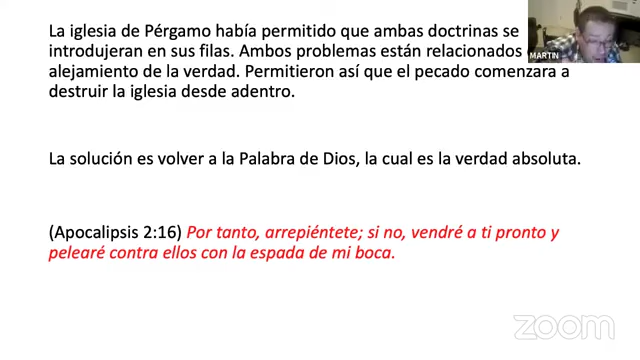 La iglesia de Pérgamo había permitido que ambas doctrinas se
introdujeran en sus filas. Ambos problemas están relacionados
alejamiento de la verdad. Permitieron así que el pecado comenzara a
destruir la iglesia desde adentro.
La solución es volver a la Palabra de Dios, la cual es la verdad absoluta.
(Apocalipsis 2:16) Por tanto, arrepiéntete; si no, vendré a ti pronto y
pelearé contra ellos con la espada de mi boca.
MARTIN
zoom